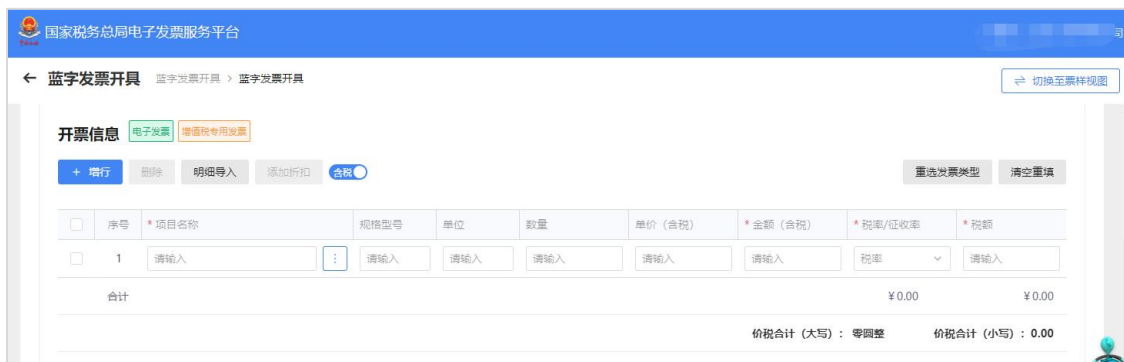 国家税务总局电子发票服务平台 司
← 蓝字发票开具 蓝字发票开具 > 蓝字发票开具 ⇌ 切换至票样视图
开票信息 电子发票 增值税专用发票
+ 增行 删除 明细导入 添加折扣 含税 重选发票类型 清空重填
序号 * 项目名称 规格型号 单位 数量 单价（含税） * 金额（含税） * 税率/征收率 * 税额
1 请输入 ⋮ 请输入 请输入 请输入 请输入 请输入 税率 请输入
合计 ¥0.00 ¥0.00
价税合计（大写）: 零圆整 价税合计（小写）: 0.00